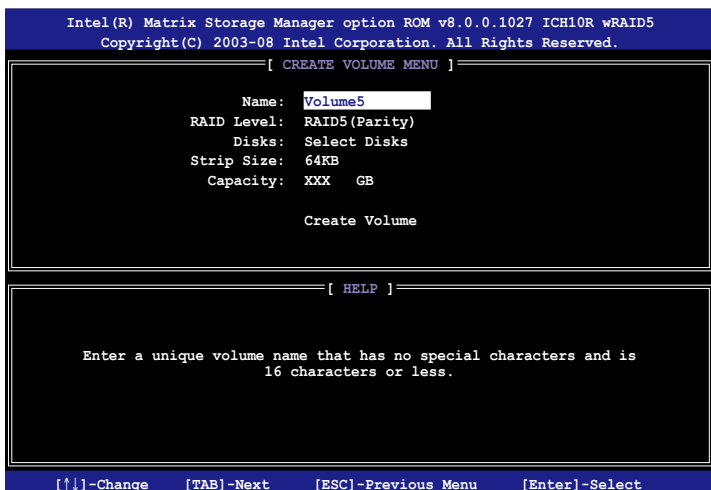 Intel(R) Matrix Storage Manager option ROM v8.0.0.1027 ICH10R wRAID5
Copyright(C) 2003-08 Intel Corporation. All Rights Reserved.
[ CREATE VOLUME MENU ]
Name: Volume5
RAID Level: RAID5(Parity)
Disks: Select Disks
Strip Size: 64KB
Capacity: XXX GB
Create Volume
[ HELP ]
Enter a unique volume name that has no special characters and is
16 characters or less.
[↑↓]-Change [TAB]-Next [ESC]-Previous Menu [Enter]-Select